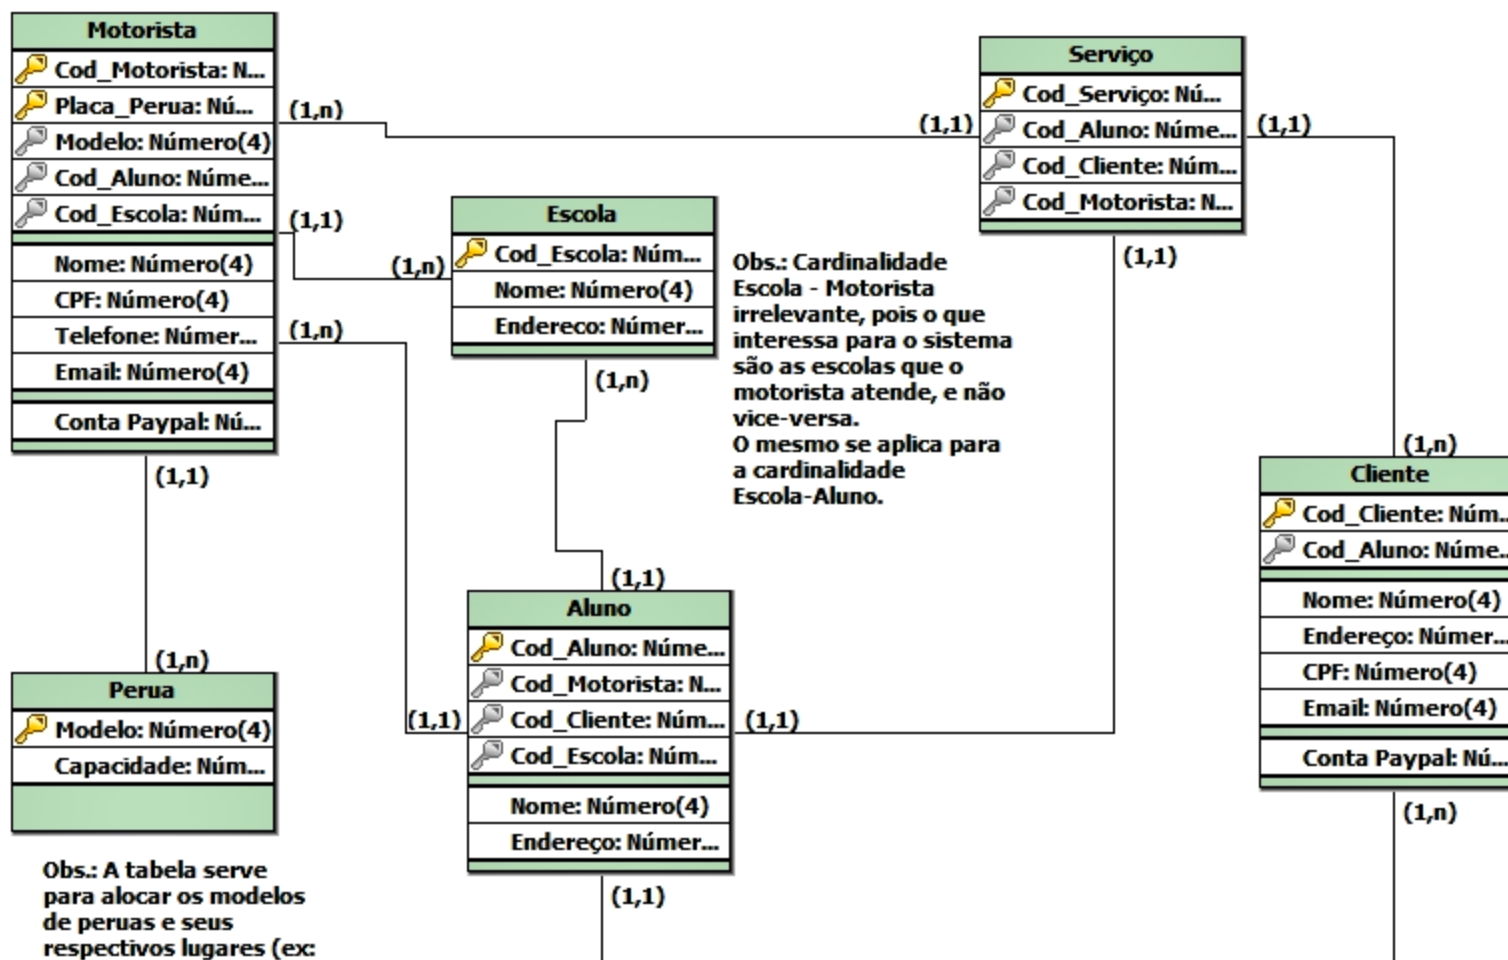 Motorista
Cod_Motorista: N...
Placa_Perua: Nú...
Modelo: Número(4)
Cod_Aluno: Núme...
Cod_Escola: Núm...
Nome: Número(4)
CPF: Número(4)
Telefone: Númer...
Email: Número(4)
Conta Paypal: Nú...
(1,n)
(1,1)
(1,n)
(1,1)
(1,n)
Escola
Cod_Escola: Núm...
Nome: Número(4)
Endereco: Númer...
(1,n)
Obs.: Cardinalidade
Escola - Motorista
irrelevante, pois o que
interessa para o sistema
são as escolas que o
motorista atende, e não
vice-versa.
O mesmo se aplica para
a cardinalidade
Escola-Aluno.
(1,1)
Serviço
Cod_Serviço: Nú...
Cod_Aluno: Núme...
Cod_Cliente: Núm...
Cod_Motorista: N...
(1,1)
(1,1)
(1,n)
Cliente
Cod_Cliente: Núm..
Cod_Aluno: Núme..
Nome: Número(4)
Endereço: Númer...
CPF: Número(4)
Email: Número(4)
Conta Paypal: Nú...
(1,n)
(1,n)
Perua
Modelo: Número(4)
Capacidade: Núm...
Obs.: A tabela serve
para alocar os modelos
de peruas e seus
respectivos lugares (ex:
(1,1)
Aluno
Cod_Aluno: Núme...
Cod_Motorista: N...
Cod_Cliente: Núm...
Cod_Escola: Núm...
Nome: Número(4)
Endereço: Númer...
(1,1)
(1,1)
(1,1)